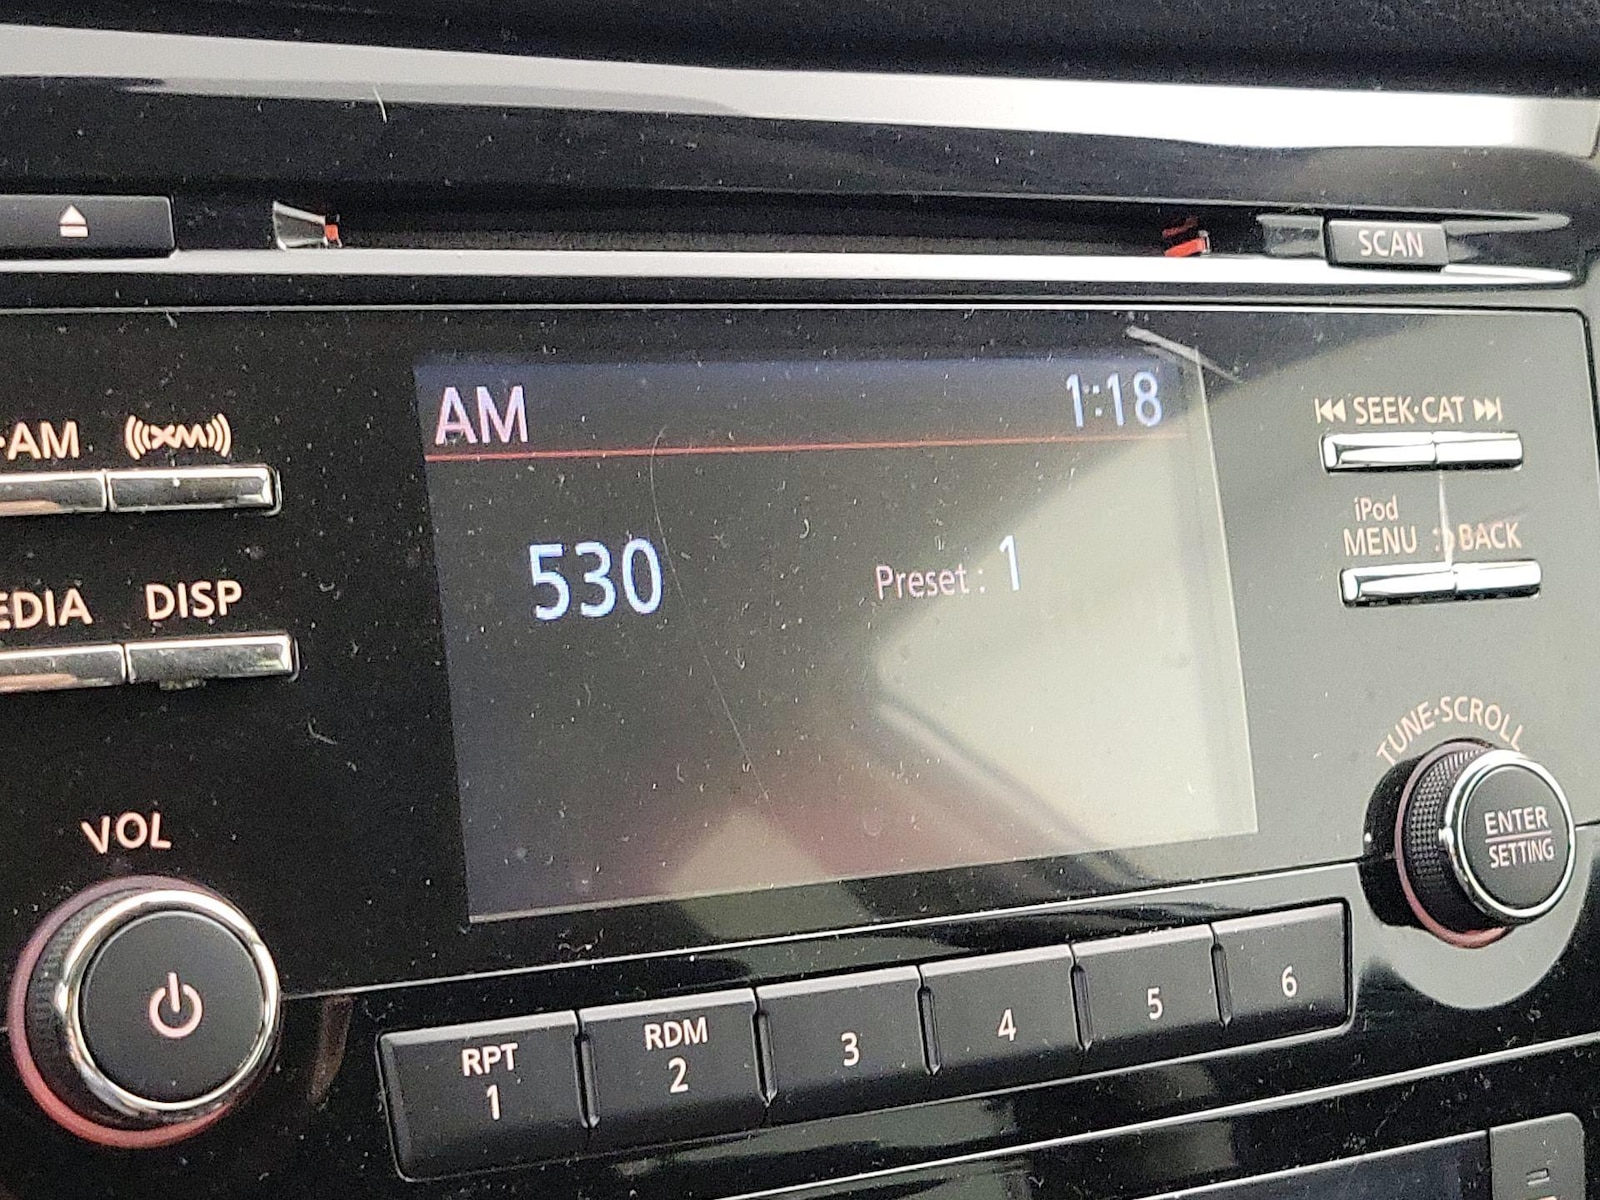 SCAN
AM 1:18
530 Preset : 1
·AM XM
EDIA DISP
VOL
SEEK·CAT
iPod
MENU BACK
TUNE·SCROLL
ENTER
SETTING
RPT
1
RDM
2
3
4
5
6